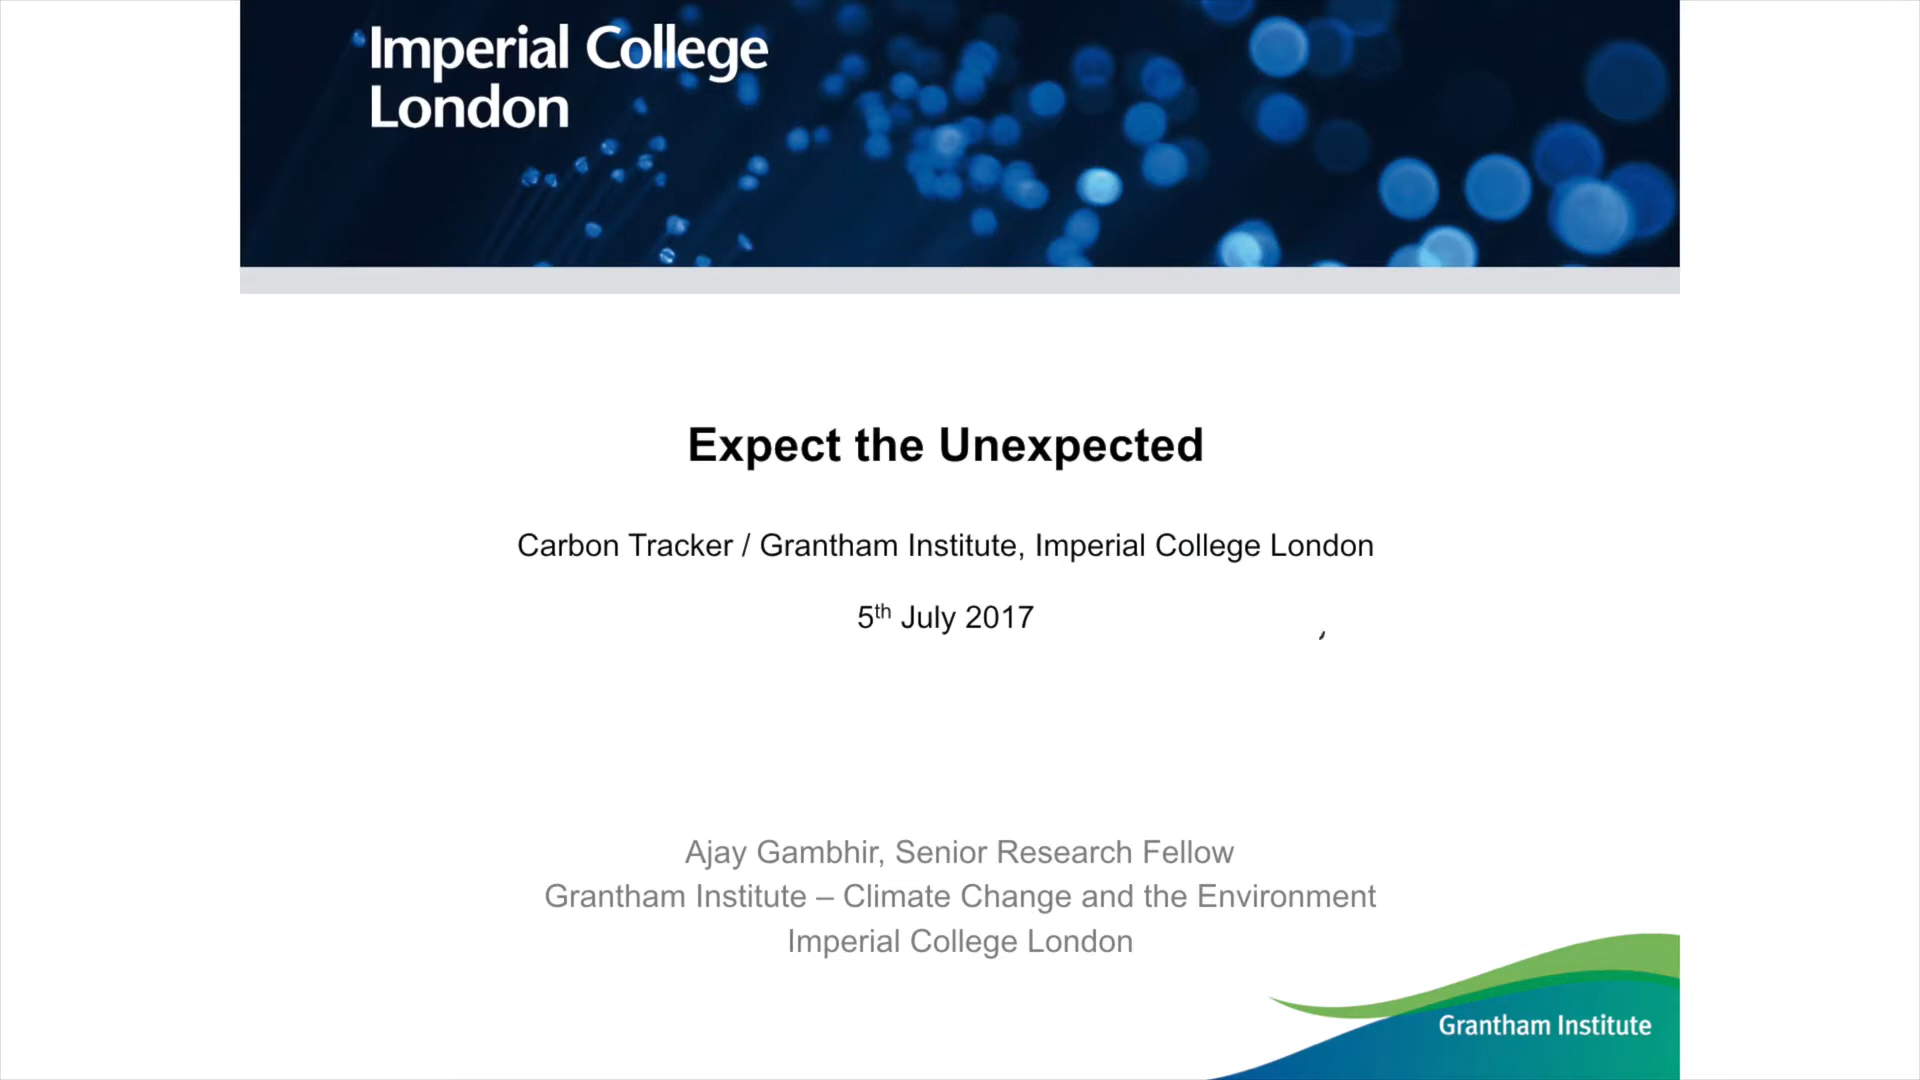 Imperial College
London
Expect the Unexpected
Carbon Tracker / Grantham Institute, Imperial College London
5th July 2017
Ajay Gambhir, Senior Research Fellow
Grantham Institute – Climate Change and the Environment
Imperial College London
Grantham Institute